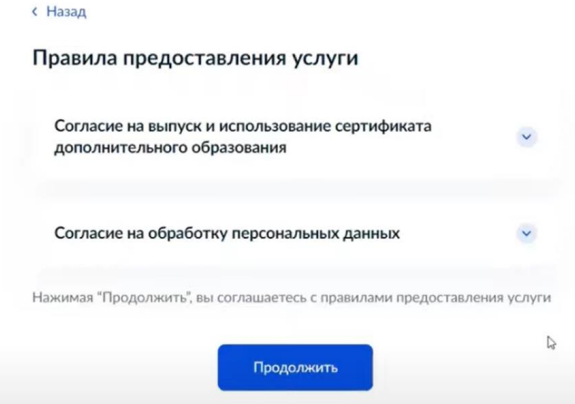 Назад
Правила предоставления услуги
Согласие на выпуск и использование сертификата
дополнительного образования
Согласие на обработку персональных данных
Нажимая "Продолжить", вы соглашаетесь с правилами предоставления услуги
Продолжить